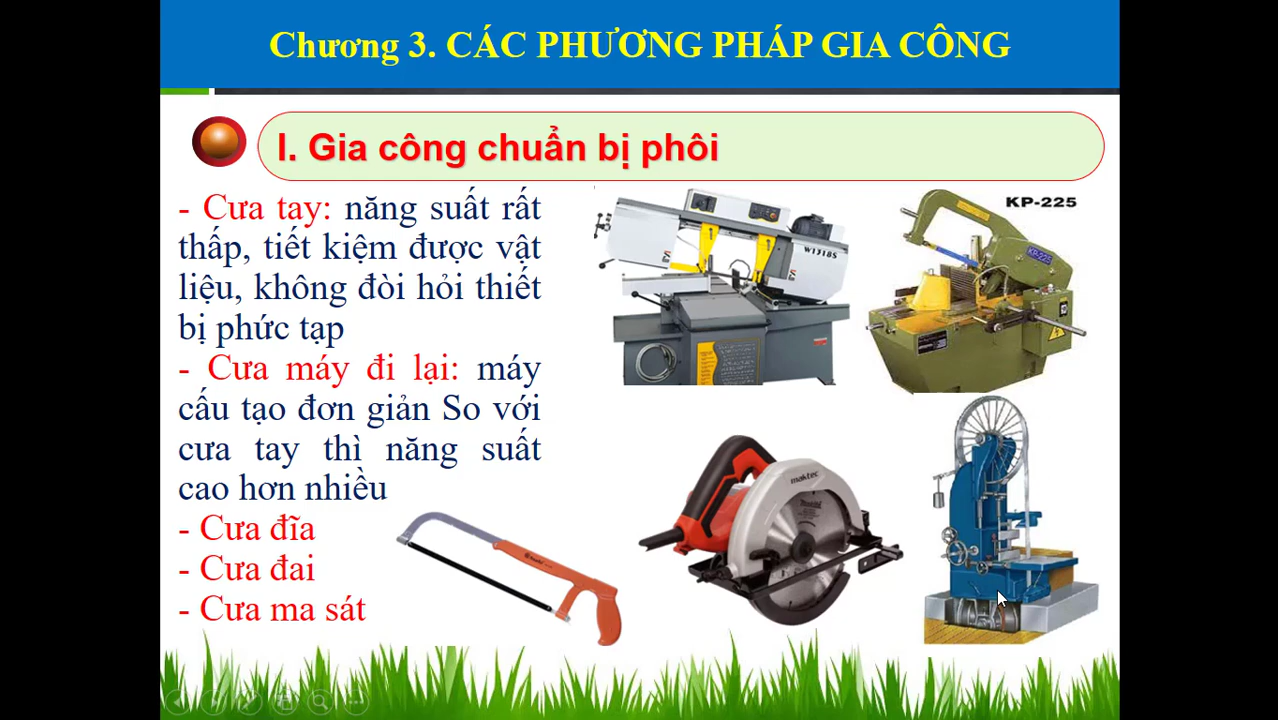 Chương 3. CÁC PHƯƠNG PHÁP GIA CÔNG
I. Gia công chuẩn bị phôi
- Cưa tay: năng suất rất
thấp, tiết kiệm được vật
liệu, không đòi hỏi thiết
bị phức tạp
- Cưa máy đi lại: máy
cấu tạo đơn giản So với
cưa tay thì năng suất
cao hơn nhiều
- Cưa đĩa
- Cưa đai
- Cưa ma sát
W1318S
KP-225
KP-225
maktec